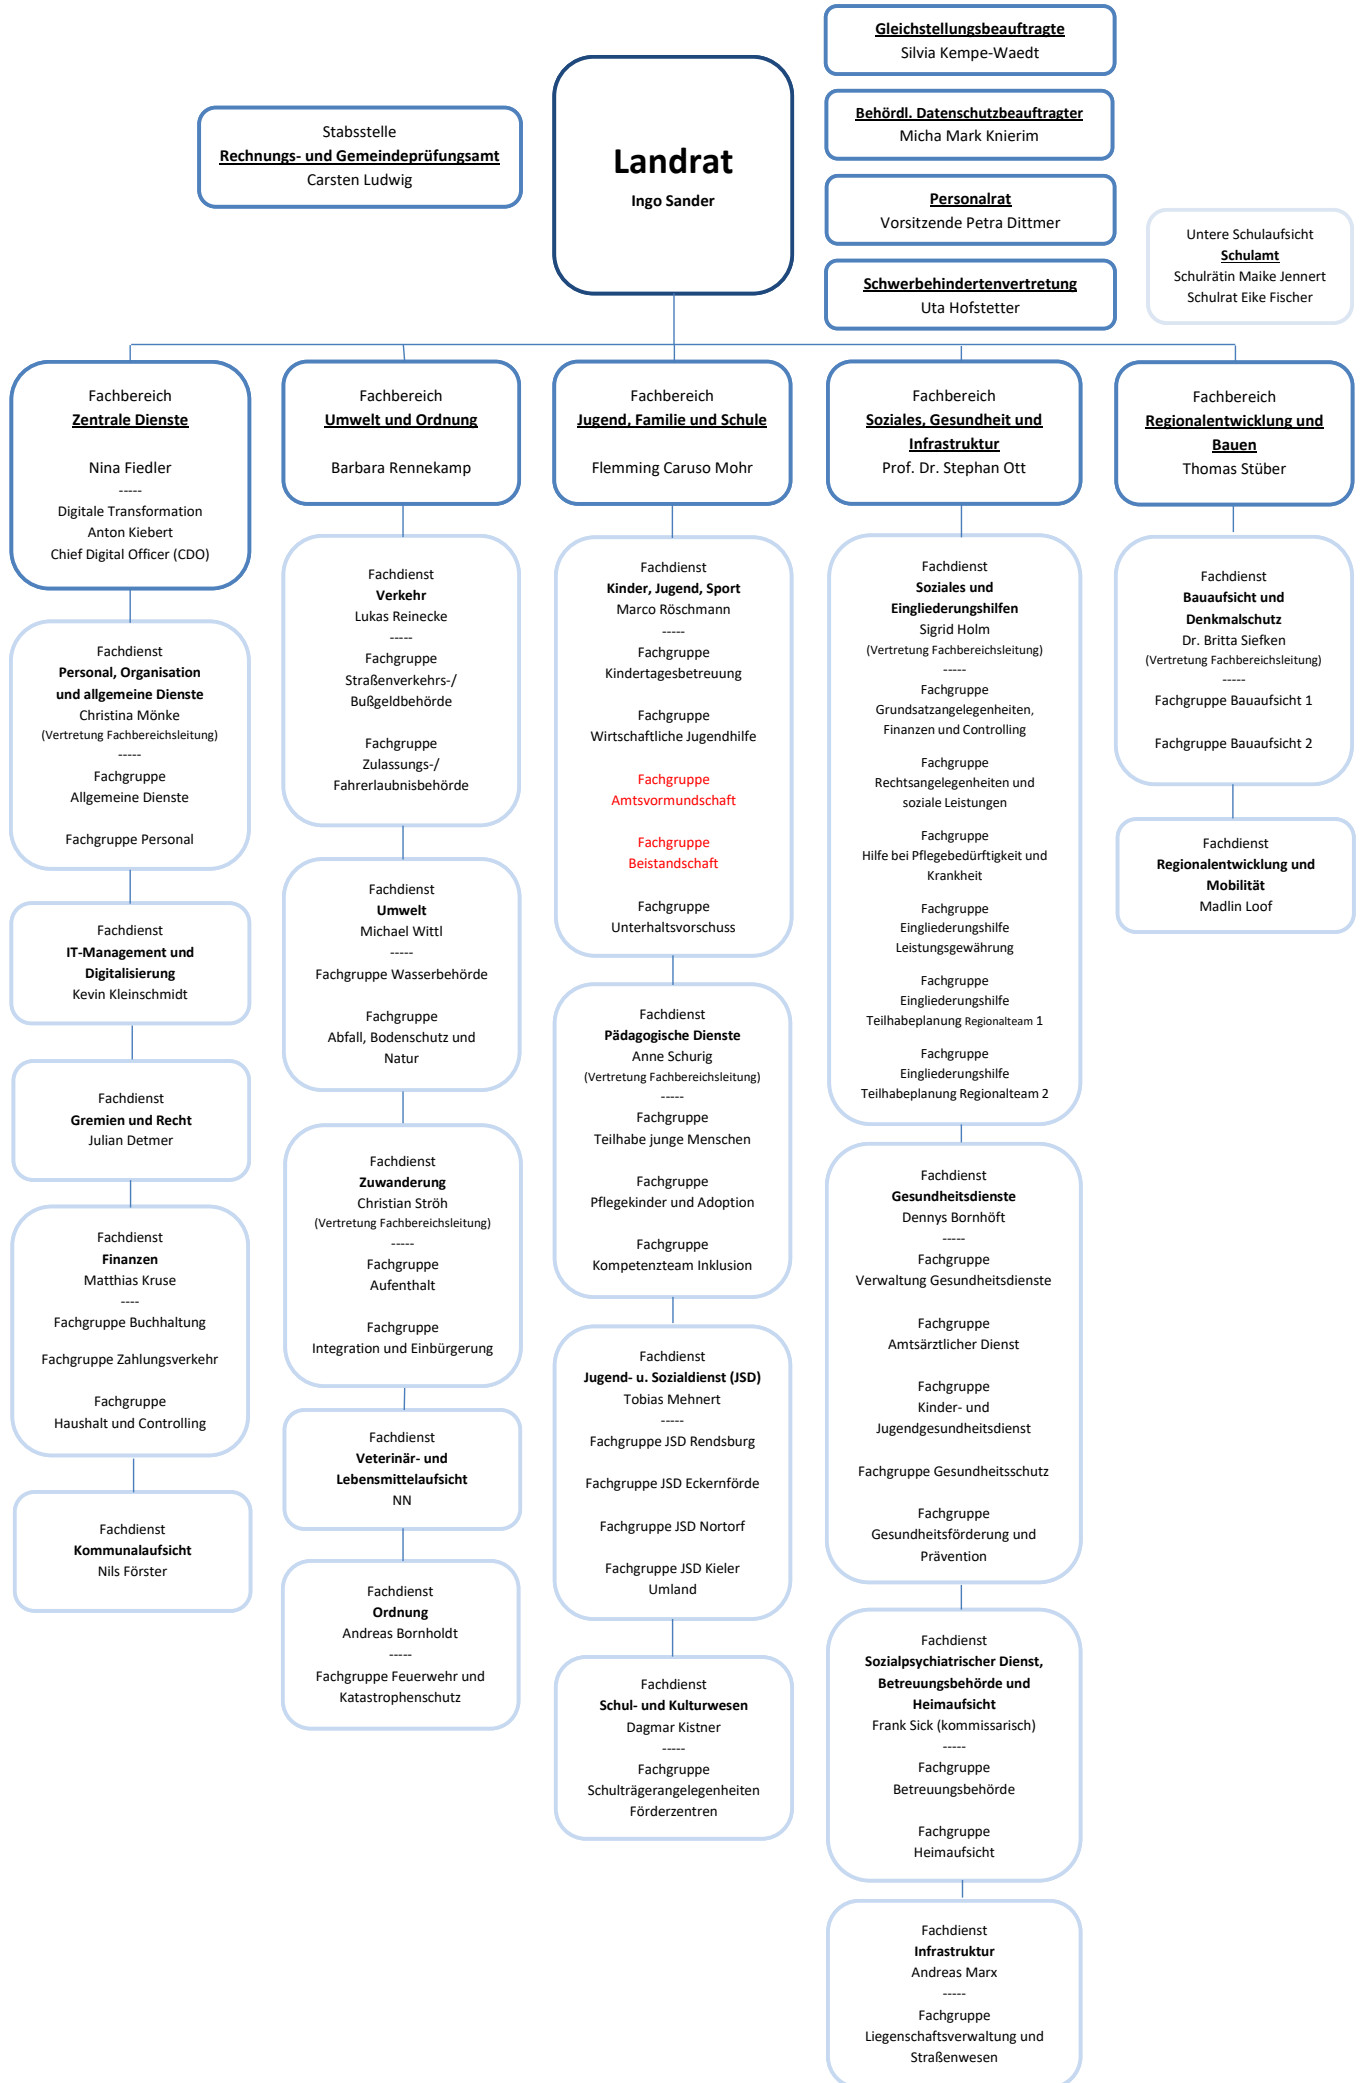 Gleichstellungsbeauftragte
Silvia Kempe-Waedt
Behördl. Datenschutzbeauftragter
Micha Mark Knierim
Personalrat
Vorsitzende Petra Dittmer
Schwerbehindertenvertretung
Uta Hofstetter
Stabsstelle
Rechnungs- und Gemeindeprüfungsamt
Carsten Ludwig
Landrat
Ingo Sander
Untere Schulaufsicht
Schulamt
Schulrätin Maike Jennert
Schulrat Eike Fischer
Fachbereich
Zentrale Dienste
Nina Fiedler
-----
Digitale Transformation
Anton Kiebert
Chief Digital Officer (CDO)
Fachdienst
Personal, Organisation
und allgemeine Dienste
Christina Mönke
(Vertretung Fachbereichsleitung)
-----
Fachgruppe
Allgemeine Dienste
Fachgruppe Personal
Fachdienst
IT-Management und
Digitalisierung
Kevin Kleinschmidt
Fachdienst
Gremien und Recht
Julian Detmer
Fachdienst
Finanzen
Matthias Kruse
----
Fachgruppe Buchhaltung
Fachgruppe Zahlungsverkehr
Fachgruppe
Haushalt und Controlling
Fachdienst
Kommunalaufsicht
Nils Förster
Fachbereich
Umwelt und Ordnung
Barbara Rennekamp
Fachdienst
Verkehr
Lukas Reinecke
-----
Fachgruppe
Straßenverkehrs-/
Bußgeldbehörde
Fachgruppe
Zulassungs-/
Fahrerlaubnisbehörde
Fachdienst
Umwelt
Michael Wittl
-----
Fachgruppe Wasserbehörde
Fachgruppe
Abfall, Bodenschutz und
Natur
Fachdienst
Zuwanderung
Christian Ströh
(Vertretung Fachbereichsleitung)
-----
Fachgruppe
Aufenthalt
Fachgruppe
Integration und Einbürgerung
Fachdienst
Veterinär- und
Lebensmittelaufsicht
NN
Fachdienst
Ordnung
Andreas Bornholdt
-----
Fachgruppe Feuerwehr und
Katastrophenschutz
Fachbereich
Jugend, Familie und Schule
Flemming Caruso Mohr
Fachdienst
Kinder, Jugend, Sport
Marco Röschmann
-----
Fachgruppe
Kindertagesbetreuung
Fachgruppe
Wirtschaftliche Jugendhilfe
Fachgruppe
Amtsvormundschaft
Fachgruppe
Beistandschaft
Fachgruppe
Unterhaltsvorschuss
Fachdienst
Pädagogische Dienste
Anne Schurig
(Vertretung Fachbereichsleitung)
-----
Fachgruppe
Teilhabe junge Menschen
Fachgruppe
Pflegekinder und Adoption
Fachgruppe
Kompetenzteam Inklusion
Fachdienst
Jugend- u. Sozialdienst (JSD)
Tobias Mehnert
-----
Fachgruppe JSD Rendsburg
Fachgruppe JSD Eckernförde
Fachgruppe JSD Nortorf
Fachgruppe JSD Kieler
Umland
Fachdienst
Schul- und Kulturwesen
Dagmar Kistner
-----
Fachgruppe
Schulträgerangelegenheiten
Förderzentren
Fachbereich
Soziales, Gesundheit und
Infrastruktur
Prof. Dr. Stephan Ott
Fachdienst
Soziales und
Eingliederungshilfen
Sigrid Holm
(Vertretung Fachbereichsleitung)
-----
Fachgruppe
Grundsatzangelegenheiten,
Finanzen und Controlling
Fachgruppe
Rechtsangelegenheiten und
soziale Leistungen
Fachgruppe
Hilfe bei Pflegebedürftigkeit und
Krankheit
Fachgruppe
Eingliederungshilfe
Leistungsgewährung
Fachgruppe
Eingliederungshilfe
Teilhabeplanung Regionalteam 1
Fachgruppe
Eingliederungshilfe
Teilhabeplanung Regionalteam 2
Fachdienst
Gesundheitsdienste
Dennys Bornhöft
-----
Fachgruppe
Verwaltung Gesundheitsdienste
Fachgruppe
Amtsärztlicher Dienst
Fachgruppe
Kinder- und
Jugendgesundheitsdienst
Fachgruppe Gesundheitsschutz
Fachgruppe
Gesundheitsförderung und
Prävention
Fachdienst
Sozialpsychiatrischer Dienst,
Betreuungsbehörde und
Heimaufsicht
Frank Sick (kommissarisch)
-----
Fachgruppe
Betreuungsbehörde
Fachgruppe
Heimaufsicht
Fachdienst
Infrastruktur
Andreas Marx
-----
Fachgruppe
Liegenschaftsverwaltung und
Straßenwesen
Fachbereich
Regionalentwicklung und
Bauen
Thomas Stüber
Fachdienst
Bauaufsicht und
Denkmalschutz
Dr. Britta Siefken
(Vertretung Fachbereichsleitung)
-----
Fachgruppe Bauaufsicht 1
Fachgruppe Bauaufsicht 2
Fachdienst
Regionalentwicklung und
Mobilität
Madlin Loof